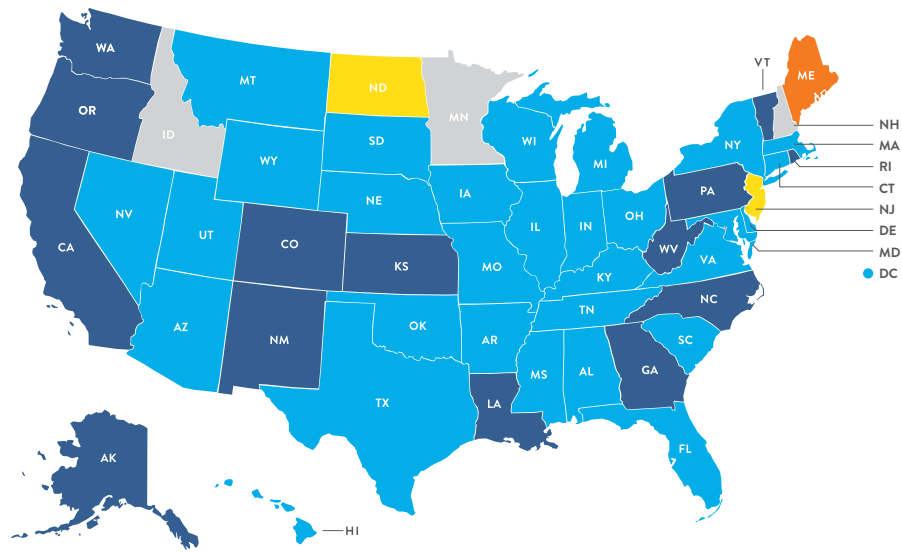 WA
VT
ME
MT
ND
OR
MN
NH
ID
SD
WI
NY
MA
WY
MI
RI
IA
PA
CT
NE
NV
NJ
OH
IL
IN
UT
DE
CO
WV
CA
MD
VA
KS
MO
DC
KY
NC
TN
AZ
OK
NM
AR
SC
GA
MS
AL
TX
LA
FL
AK
HI